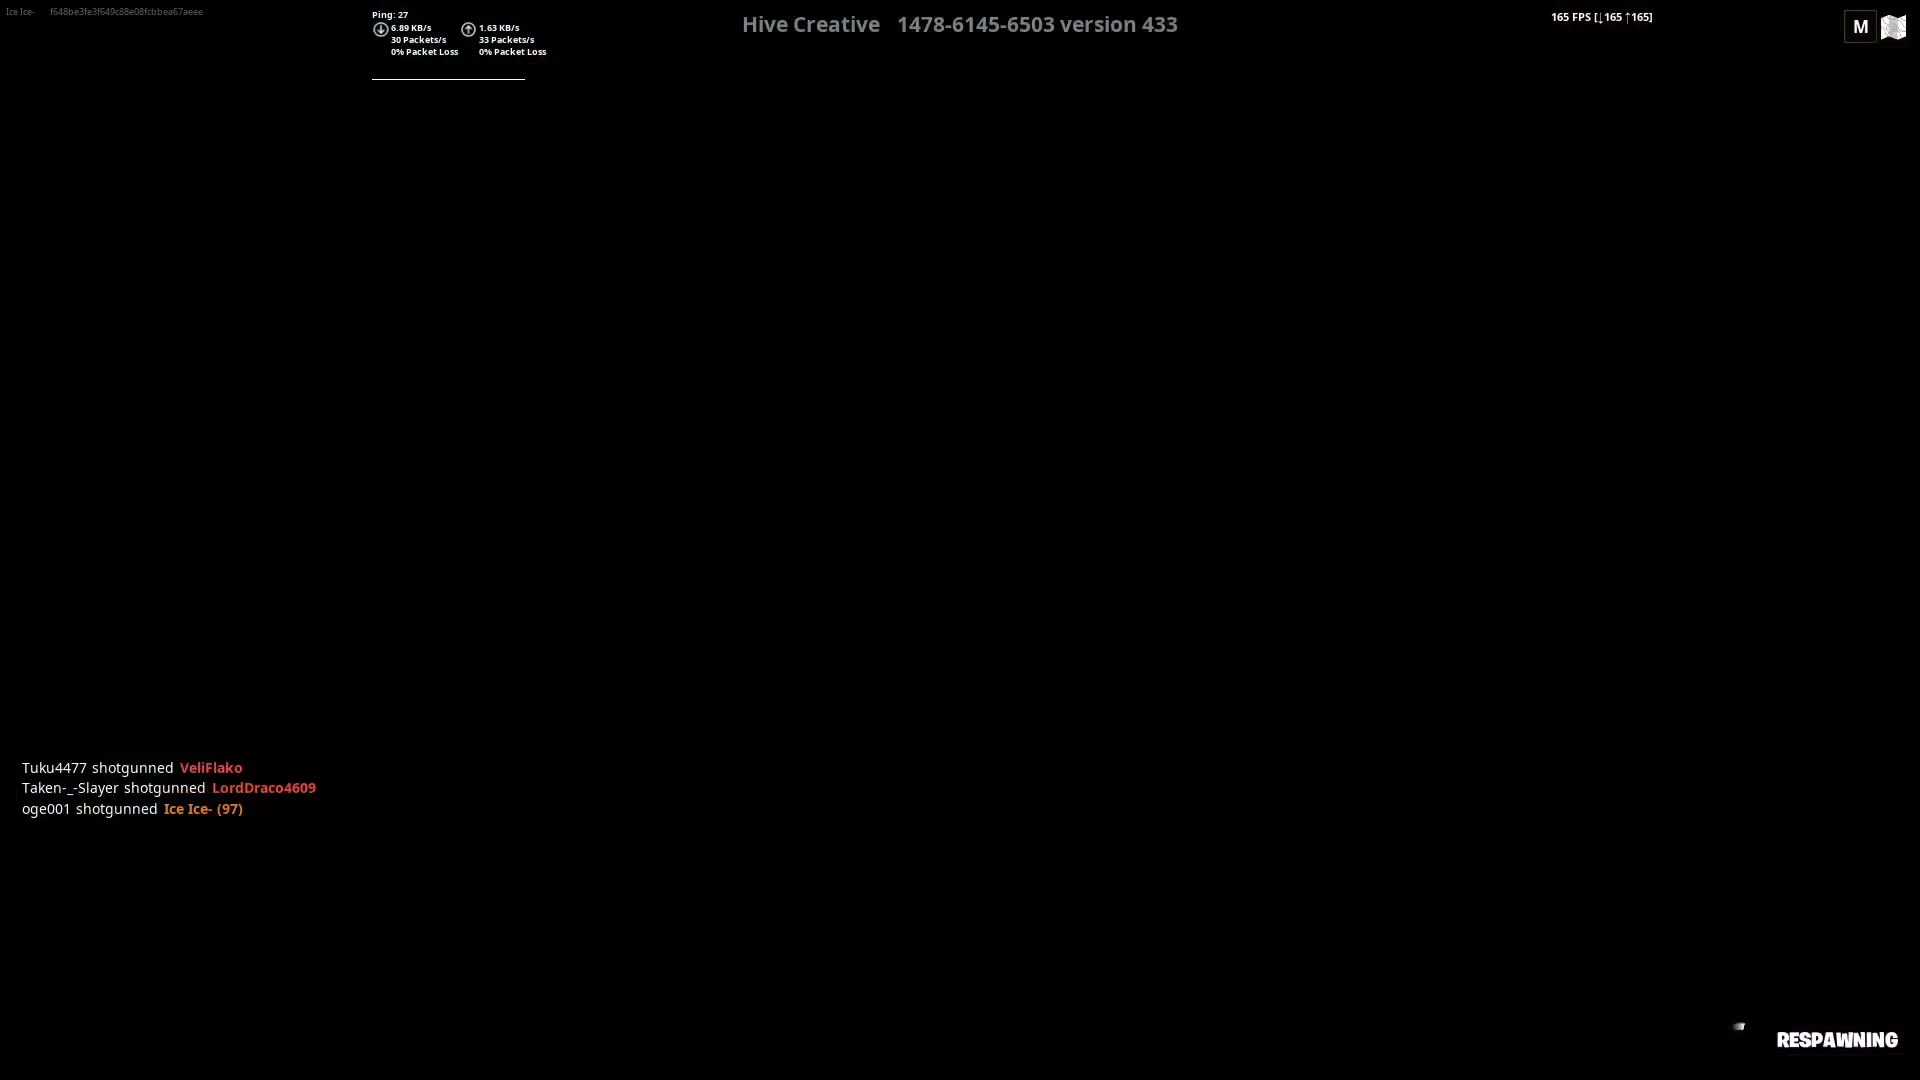 Ice Ice- f648be3fe3f649c88e08fcbbea67aeee
Ping: 27
6.89 KB/s 1.63 KB/s
30 Packets/s 33 Packets/s
0% Packet Loss 0% Packet Loss
Hive Creative 1478-6145-6503 version 433
165 FPS [↓165 ↑165]
M
Tuku4477 shotgunned VeliFlako
Taken-_-Slayer shotgunned LordDraco4609
oge001 shotgunned Ice Ice- (97)
RESPAWNING